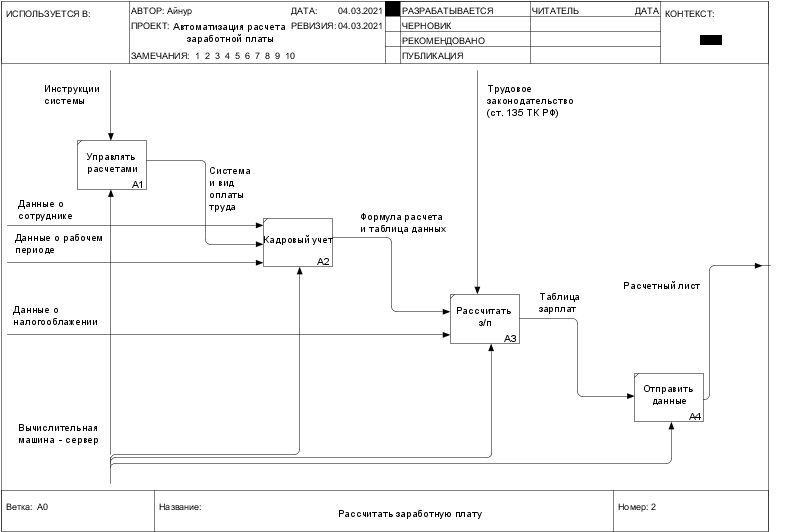 ИСПОЛЬЗУЕТСЯ В:
АВТОР: Айнур
ДАТА: 04.03.2021
ПРОЕКТ: Автоматизация расчета
заработной платы
РЕВИЗИЯ: 04.03.2021
ЗАМЕЧАНИЯ: 1 2 3 4 5 6 7 8 9 10
РАЗРАБАТЫВАЕТСЯ
ЧЕРНОВИК
РЕКОМЕНДОВАНО
ПУБЛИКАЦИЯ
ЧИТАТЕЛЬ ДАТА
КОНТЕКСТ:
Инструкции
системы
Трудовое
законодательство
(ст. 135 ТК РФ)
Управлять
расчетами
A1
Система
и вид
оплаты
труда
Данные о
сотруднике
Данные о рабочем
периоде
Кадровый учет
A2
Формула расчета
и таблица данных
Данные о
налогооблажении
Рассчитать
з/п
A3
Таблица
зарплат
Расчетный лист
Отправить
данные
A4
Вычислительная
машина - сервер
Ветка: A0
Название:
Рассчитать заработную плату
Номер: 2